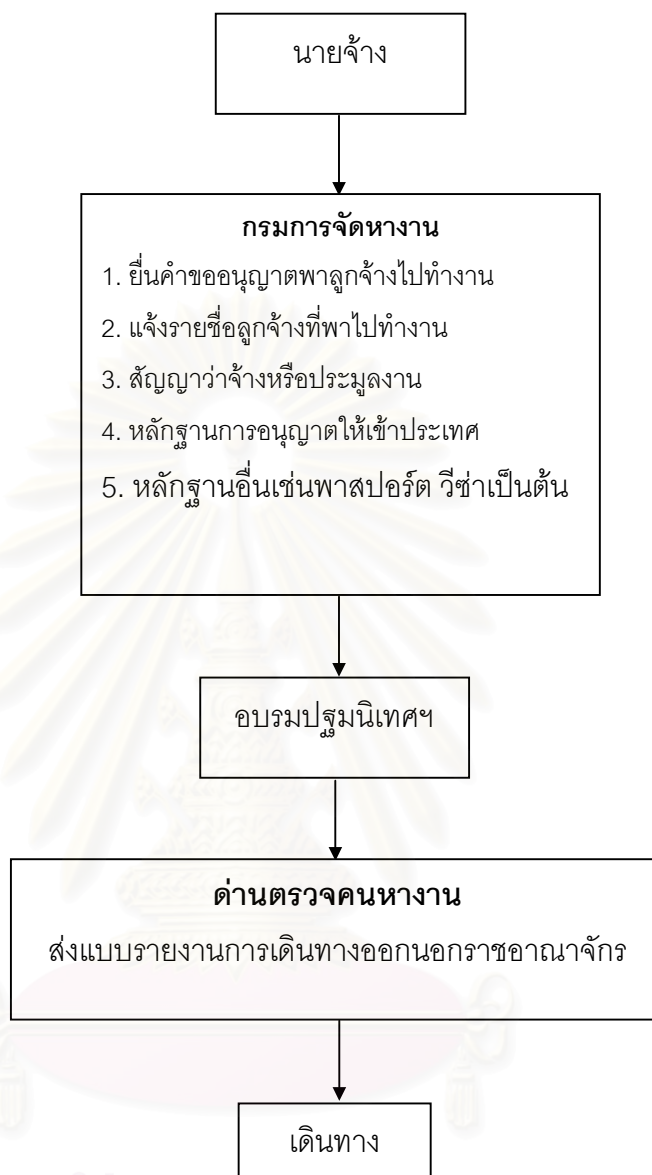 นายจ้าง
กรมการจัดหางาน
1. ยื่นคำขออนุญาตพาลูกจ้างไปทำงาน
2. แจ้งรายชื่อลูกจ้างที่พาไปทำงาน
3. สัญญาว่าจ้างหรือประมูลงาน
4. หลักฐานการอนุญาตให้เข้าประเทศ
5. หลักฐานอื่นเช่นพาสปอร์ต วีซ่าเป็นต้น
อบรมปฐมนิเทศฯ
ด่านตรวจคนหางาน
ส่งแบบรายงานการเดินทางออกนอกราชอาณาจักร
เดินทาง